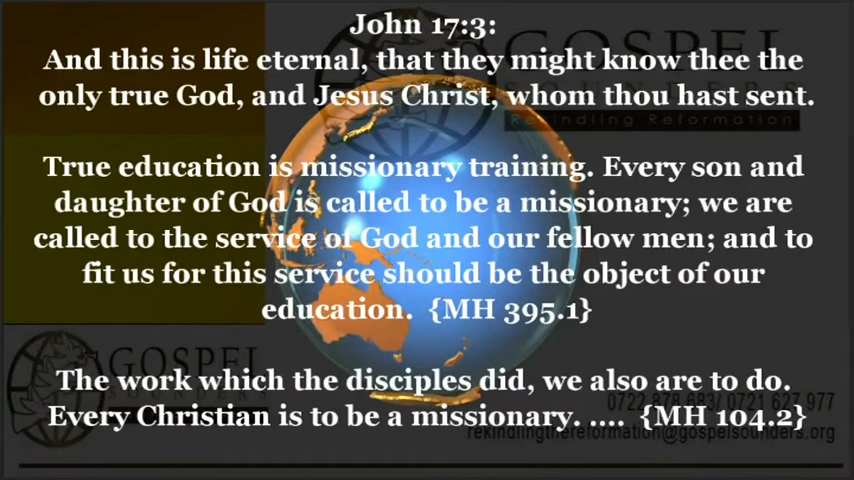 John 17:3:
And this is life eternal, that they might know thee the
only true God, and Jesus Christ, whom thou hast sent.
True education is missionary training. Every son and
daughter of God is called to be a missionary; we are
called to the service of God and our fellow men; and to
fit us for this service should be the object of our
education. {MH 395.1}
The work which the disciples did, we also are to do.
Every Christian is to be a missionary. .... {MH 104.2}
GOSPEL
SOUNDERS
Rekindling Reformation
GOSPEL
SOUNDERS
0722 878 683/ 0721 627 977
rekindlingthereformation@gospelsounders.org